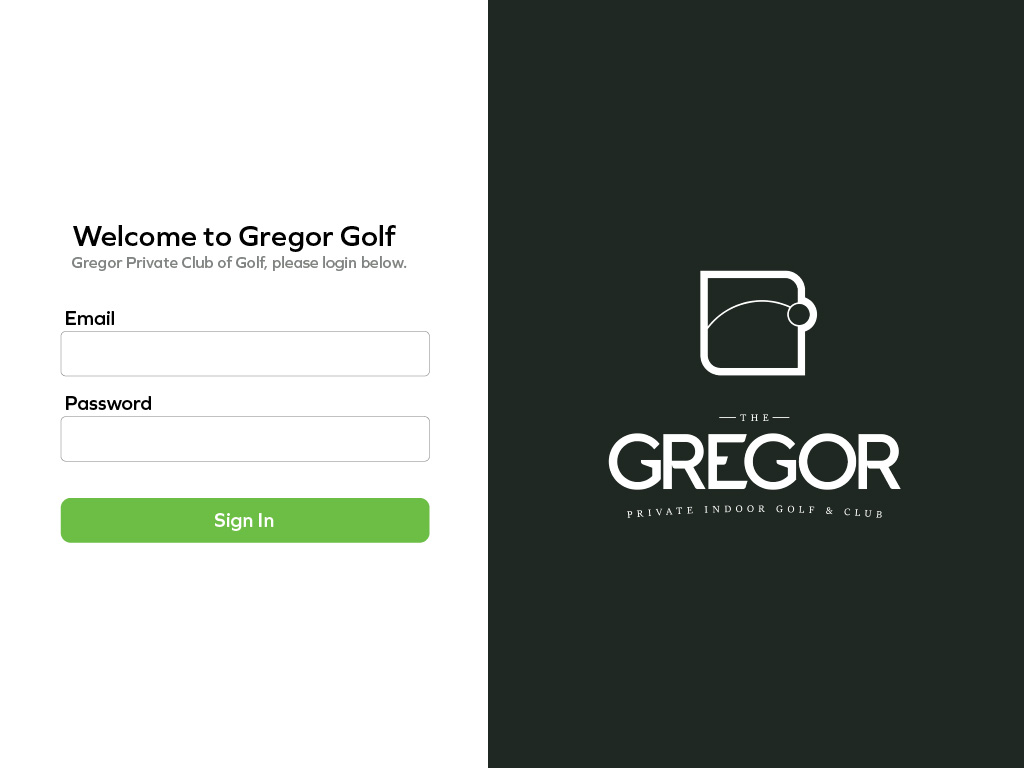 Welcome to Gregor Golf
Gregor Private Club of Golf, please login below.
Email
Password
Sign In
THE
GREGOR
PRIVATE INDOOR GOLF & CLUB